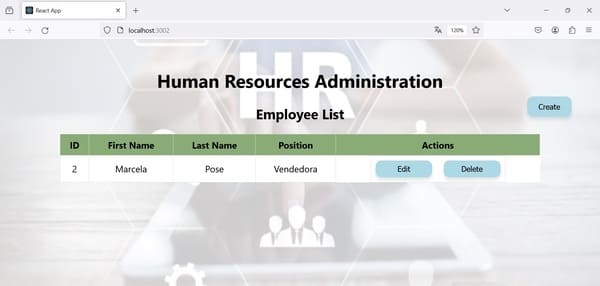 React App
localhost:3002
120%
HR
Human Resources Administration
Create
Employee List
ID First Name Last Name Position Actions
2 Marcela Pose Vendedora Edit Delete